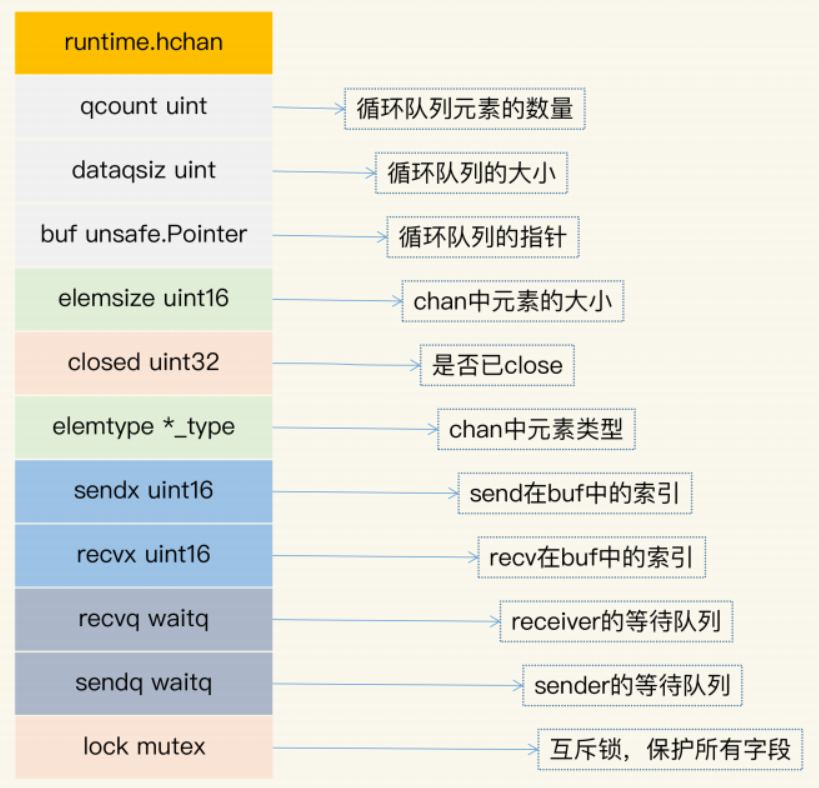 runtime.hchan
qcount uint
循环队列元素的数量
dataqsiz uint
循环队列的大小
buf unsafe.Pointer
循环队列的指针
elemsize uint16
chan中元素的大小
closed uint32
是否已close
elemtype *_type
chan中元素类型
sendx uint16
send在buf中的索引
recvx uint16
recv在buf中的索引
recvq waitq
receiver的等待队列
sendq waitq
sender的等待队列
lock mutex
互斥锁，保护所有字段